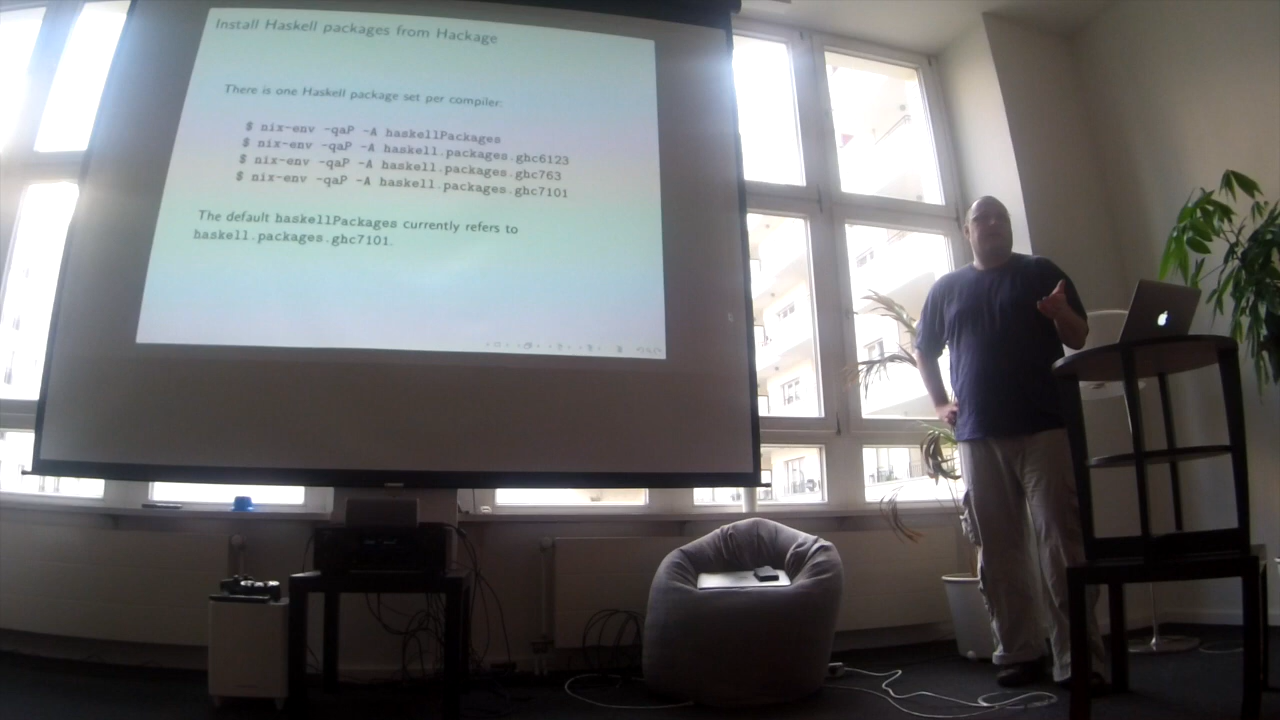 Install Haskell packages from Hackage
There is one Haskell package set per compiler:
$ nix-env -qaP -A haskellPackages
$ nix-env -qaP -A haskell.packages.ghc6123
$ nix-env -qaP -A haskell.packages.ghc763
$ nix-env -qaP -A haskell.packages.ghc7101
The default haskellPackages currently refers to
haskell.packages.ghc7101.